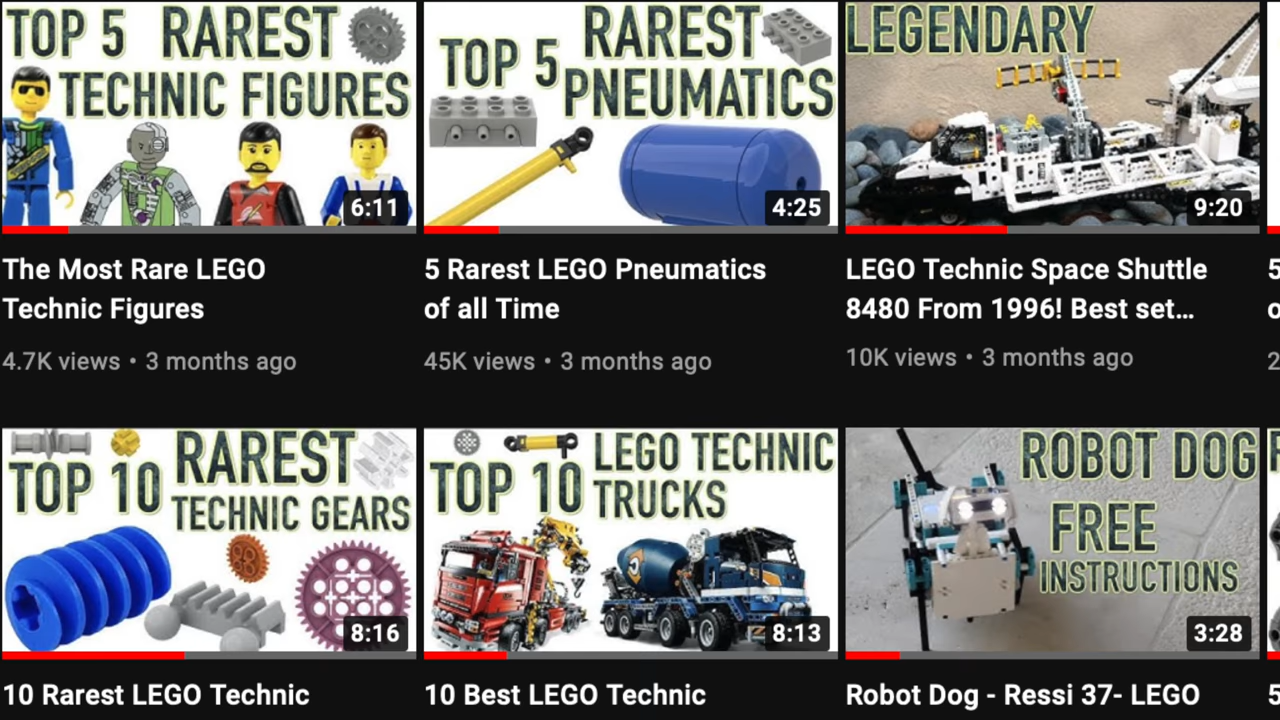 TOP 5 RAREST
TECHNIC FIGURES
6:11
The Most Rare LEGO
Technic Figures
4.7K views • 3 months ago
RAREST
TOP 5 PNEUMATICS
4:25
5 Rarest LEGO Pneumatics
of all Time
45K views • 3 months ago
LEGENDARY
9:20
LEGO Technic Space Shuttle
8480 From 1996! Best set...
10K views • 3 months ago
5
2
TOP 10 RAREST
TECHNIC GEARS
8:16
10 Rarest LEGO Technic
TOP 10 LEGO TECHNIC
TRUCKS
8:13
10 Best LEGO Technic
ROBOT DOG
FREE
INSTRUCTIONS
3:28
Robot Dog - Ressi 37- LEGO
5